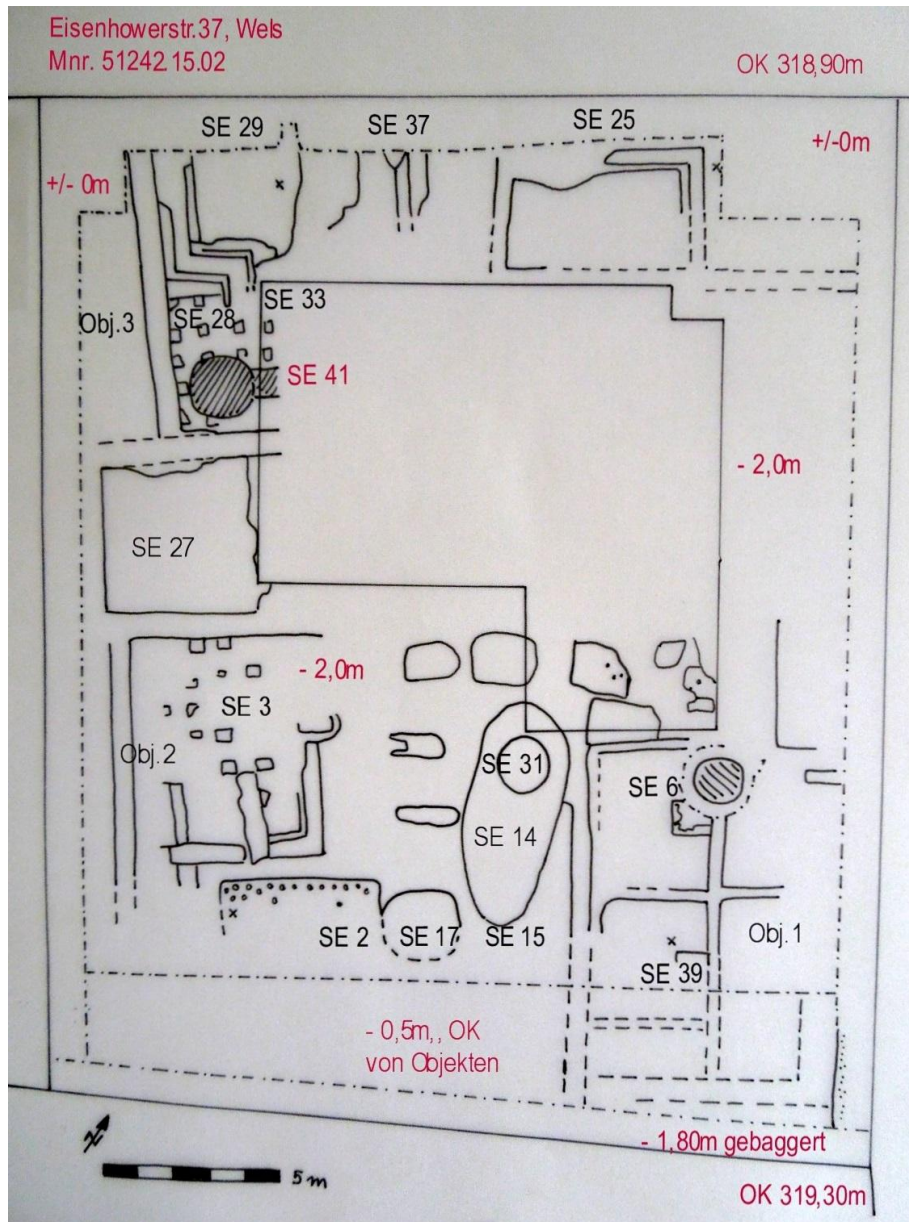 Eisenhowerstr.37, Wels
Mnr. 51242.15.02
OK 318,90m
SE 29
SE 37
SE 25
+/-0m
+/- 0m
Obj.3
SE 28
SE 33
SE 41
- 2,0m
SE 27
- 2,0m
SE 3
Obj.2
SE 31
SE 6
SE 14
SE 2
SE 17
SE 15
Obj.1
SE 39
- 0,5m,, OK
von Objekten
- 1,80m gebaggert
N
5 m
OK 319,30m